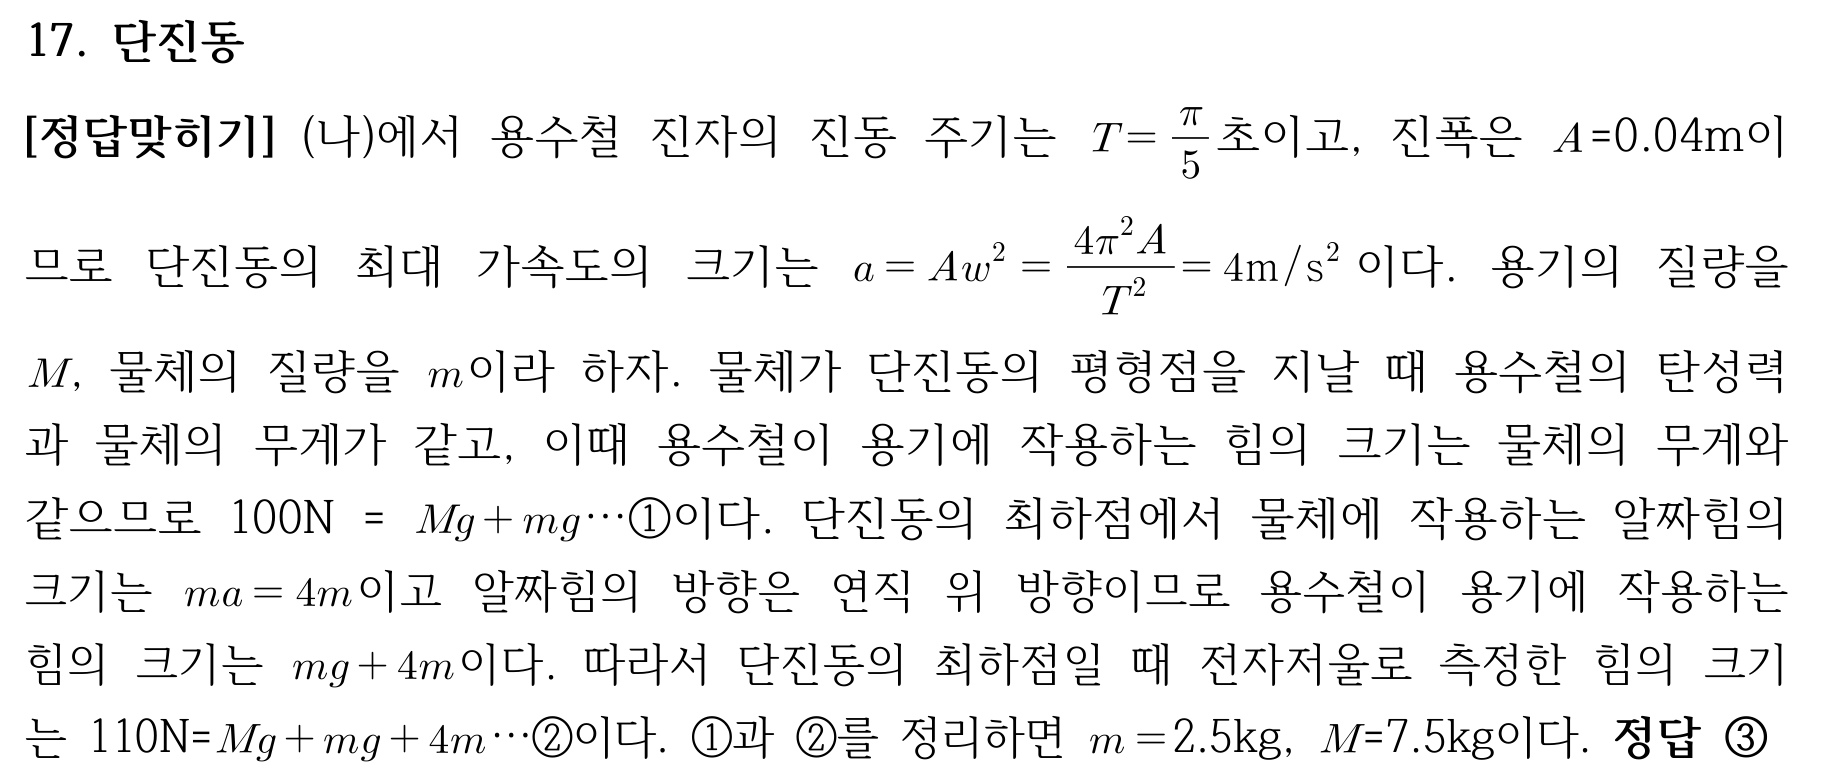 17. 단진동
[정답맞히기] (나)에서 용수철 진자의 진동 주기는 T = π/5 초이고, 진폭은 A=0.04m이
므로 단진동의 최대 가속도의 크기는 a = Aw² = 4π²A/T² = 4m/s² 이다. 용기의 질량을
M, 물체의 질량을 m이라 하자. 물체가 단진동의 평형점을 지날 때 용수철의 탄성력
과 물체의 무게가 같고, 이때 용수철이 용기에 작용하는 힘의 크기는 물체의 무게와
같으므로 100N = Mg + mg⋯①이다. 단진동의 최하점에서 물체에 작용하는 알짜힘의
크기는 ma = 4m이고 알짜힘의 방향은 연직 위 방향이므로 용수철이 용기에 작용하는
힘의 크기는 mg + 4m이다. 따라서 단진동의 최하점일 때 전자저울로 측정한 힘의 크기
는 110N=Mg + mg + 4m⋯②이다. ①과 ②를 정리하면 m =2.5kg, M=7.5kg이다. 정답 ③